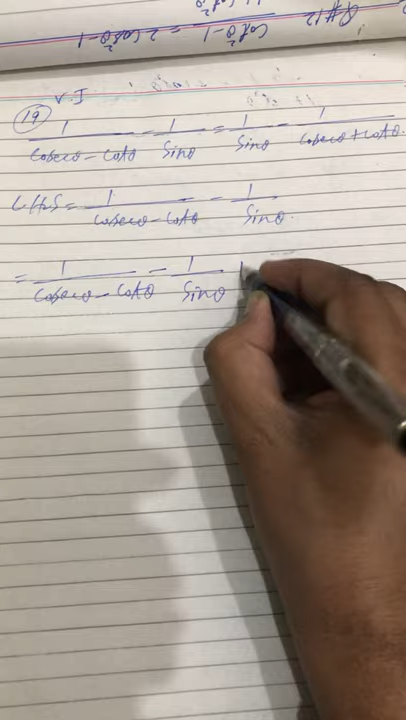 V.I
(19) 1/(cosecθ - cotθ) - 1/sinθ = 1/sinθ - 1/(cosecθ + cotθ)
L.H.S = 1/(cosecθ - cotθ) - 1/sinθ
= 1/(cosecθ - cotθ) - 1/sinθ